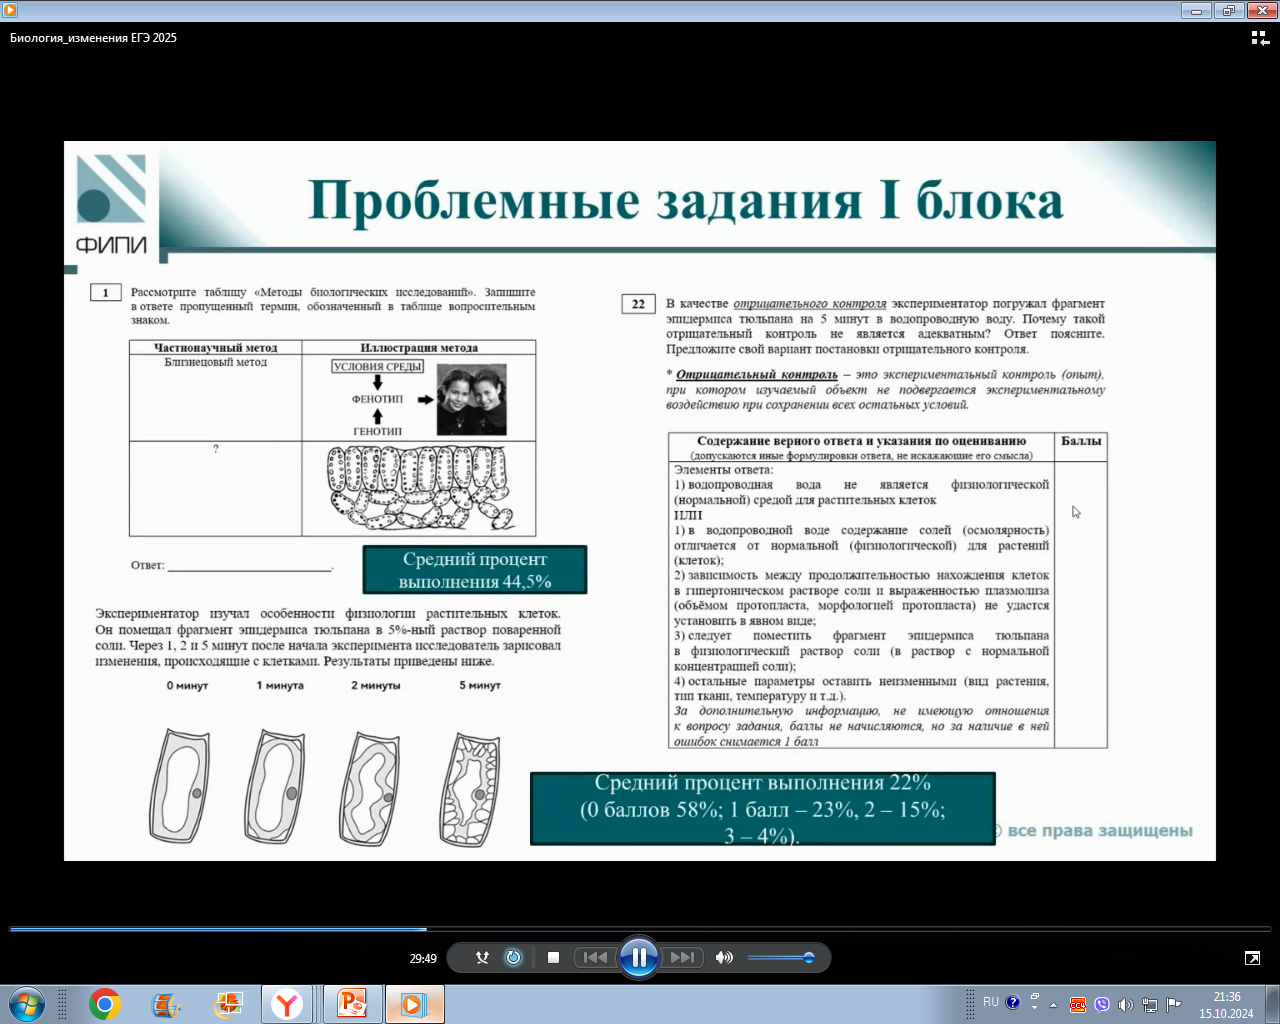 Биология_изменения ЕГЭ 2025
ФИПИ
Проблемные задания I блока
1
Рассмотрите таблицу «Методы биологических исследований». Запишите
в ответе пропущенный термин, обозначенный в таблице вопросительным
знаком.
Частнонаучный метод
Иллюстрация метода
Близнецовый метод
УСЛОВИЯ СРЕДЫ
ФЕНОТИП
ГЕНОТИП
?
Ответ: ____________________________.
Средний процент
выполнения 44,5%
Экспериментатор изучал особенности физиологии растительных клеток.
Он помещал фрагмент эпидермиса тюльпана в 5%-ный раствор поваренной
соли. Через 1, 2 и 5 минут после начала эксперимента исследователь зарисовал
изменения, происходящие с клетками. Результаты приведены ниже.
0 минут 1 минута 2 минуты 5 минут
22
В качестве отрицательного контроля экспериментатор погружал фрагмент
эпидермиса тюльпана на 5 минут в водопроводную воду. Почему такой
отрицательный контроль не является адекватным? Ответ поясните.
Предложите свой вариант постановки отрицательного контроля.
* Отрицательный контроль – это экспериментальный контроль (опыт),
при котором изучаемый объект не подвергается экспериментальному
воздействию при сохранении всех остальных условий.
Содержание верного ответа и указания по оцениванию
(допускаются иные формулировки ответа, не искажающие его смысла)
Баллы
Элементы ответа:
1) водопроводная вода не является физиологической
(нормальной) средой для растительных клеток
ИЛИ
1) в водопроводной воде содержание солей (осмолярность)
отличается от нормальной (физиологической) для растений
(клеток);
2) зависимость между продолжительностью нахождения клеток
в гипертоническом растворе соли и выраженностью плазмолиза
(объёмом протопласта, морфологией протопласта) не удастся
установить в явном виде;
3) следует поместить фрагмент эпидермиса тюльпана
в физиологический раствор соли (в раствор с нормальной
концентрацией соли);
4) остальные параметры оставить неизменными (вид растения,
тип ткани, температуру и т.д.).
За дополнительную информацию, не имеющую отношения
к вопросу задания, баллы не начисляются, но за наличие в ней
ошибок снимается 1 балл
Средний процент выполнения 22%
(0 баллов 58%; 1 балл – 23%, 2 – 15%;
3 – 4%).
© все права защищены
29:49
RU
21:36
15.10.2024